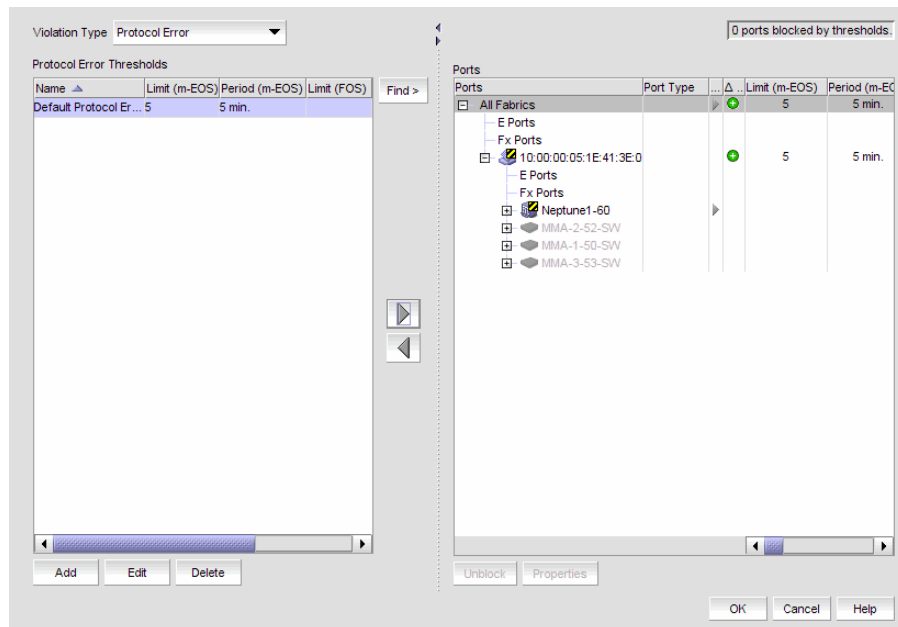 Violation Type Protocol Error
0 ports blocked by thresholds.
Protocol Error Thresholds
Name Limit (m-EOS) Period (m-EOS) Limit (FOS)
Default Protocol Er... 5 5 min.
Find >
Ports
Ports Port Type ... Δ .. Limit (m-EOS) Period (m-EO
All Fabrics 5 5 min.
E Ports
Fx Ports
10:00:00:05:1E:41:3E:0 5 5 min.
E Ports
Fx Ports
Neptune1-60
MMA-2-52-SW
MMA-1-50-SW
MMA-3-53-SW
Add Edit Delete
Unblock Properties
OK Cancel Help